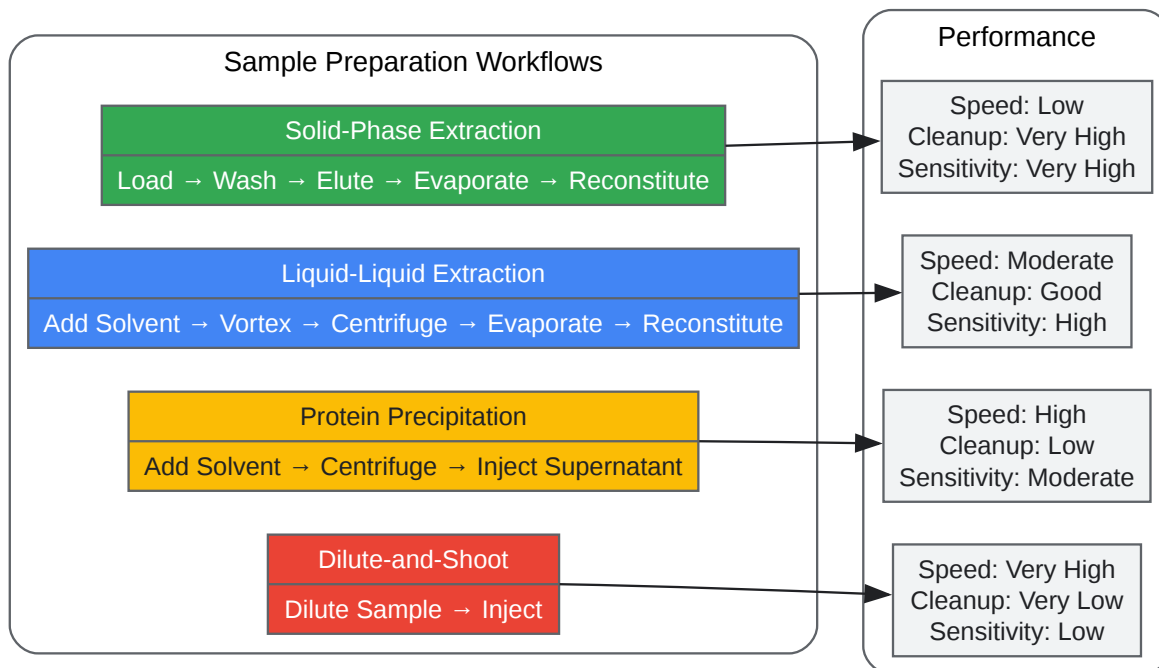 Sample Preparation Workflows
Performance
Solid-Phase Extraction
Load → Wash → Elute → Evaporate → Reconstitute
Speed: Low
Cleanup: Very High
Sensitivity: Very High
Liquid-Liquid Extraction
Add Solvent → Vortex → Centrifuge → Evaporate → Reconstitute
Speed: Moderate
Cleanup: Good
Sensitivity: High
Protein Precipitation
Add Solvent → Centrifuge → Inject Supernatant
Speed: High
Cleanup: Low
Sensitivity: Moderate
Dilute-and-Shoot
Dilute Sample → Inject
Speed: Very High
Cleanup: Very Low
Sensitivity: Low